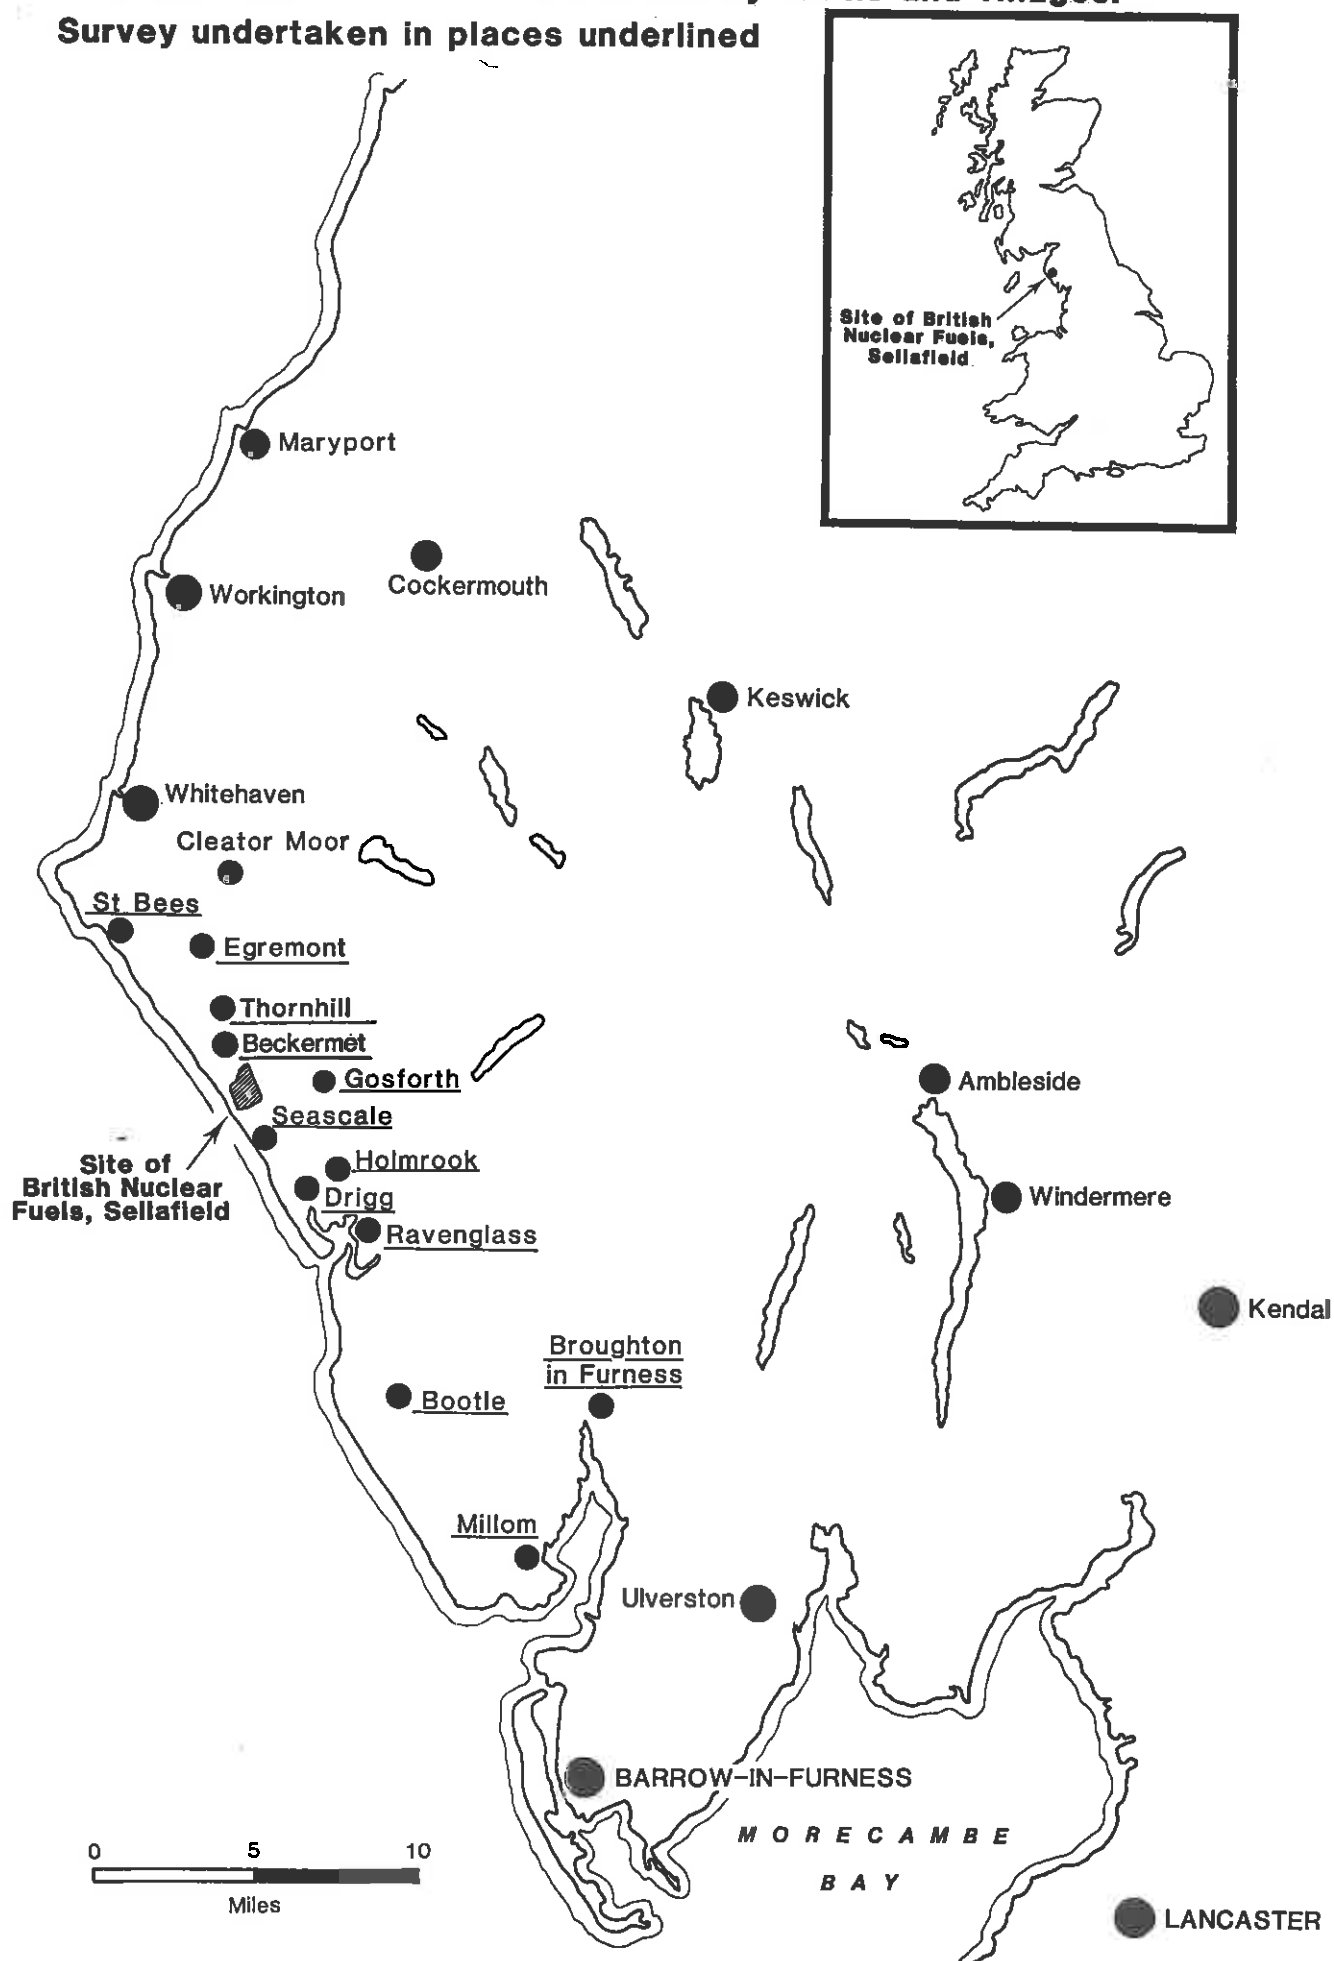 Survey undertaken in places underlined
Site of British
Nuclear Fuels,
Sellafield
Maryport
Workington
Cockermouth
Keswick
Whitehaven
Cleator Moor
St Bees
Egremont
Thornhill
Beckermet
Gosforth
Seascale
Site of
British Nuclear
Fuels, Sellafield
Holmrook
Drigg
Ravenglass
Ambleside
Windermere
Kendal
Broughton
in Furness
Bootle
Millom
Ulverston
BARROW-IN-FURNESS
MORECAMBE
BAY
LANCASTER
0 5 10
Miles